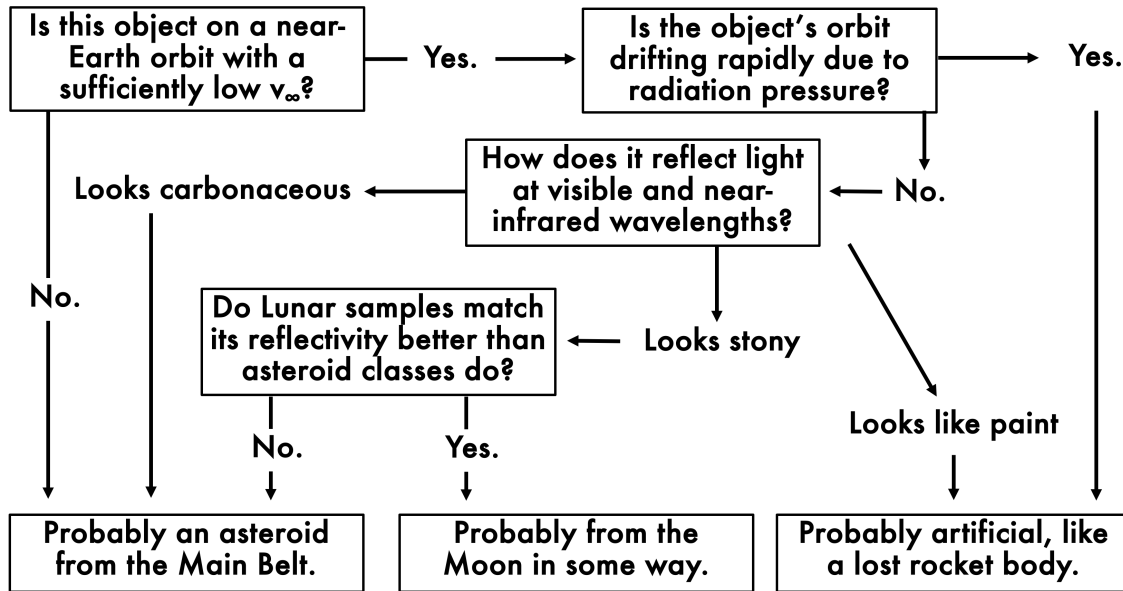 Is this object on a near-
Earth orbit with a
sufficiently low v∞?
Yes.
Is the object’s orbit
drifting rapidly due to
radiation pressure?
Yes.
No.
How does it reflect light
at visible and near-
infrared wavelengths?
Looks carbonaceous
No.
Looks stony
Do Lunar samples match
its reflectivity better than
asteroid classes do?
Looks like paint
No.
Yes.
Probably an asteroid
from the Main Belt.
Probably from the
Moon in some way.
Probably artificial, like
a lost rocket body.